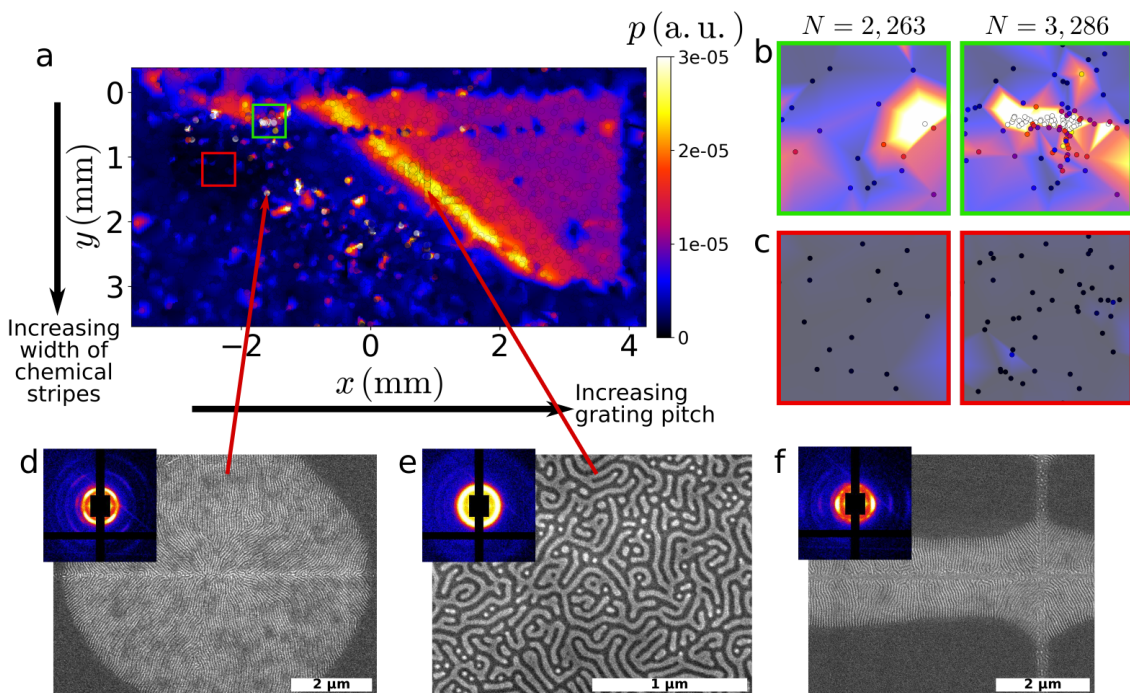 a
p (a.u.)
3e-05
2e-05
1e-05
0
0
1
2
3
y (mm)
−2
0
2
4
x (mm)
Increasing
width of
chemical
stripes
Increasing
grating pitch
N = 2,263
N = 3,286
b
c
d
2 μm
e
1 μm
f
2 μm